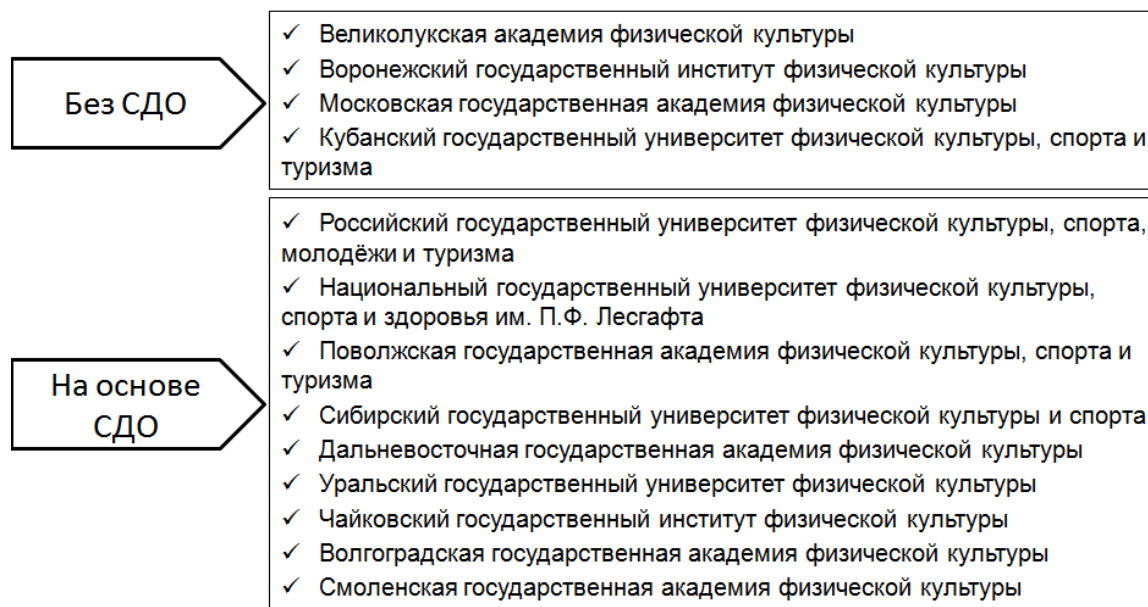 Без СДО
✓ Великолукская академия физической культуры
✓ Воронежский государственный институт физической культуры
✓ Московская государственная академия физической культуры
✓ Кубанский государственный университет физической культуры, спорта и
туризма
На основе
СДО
✓ Российский государственный университет физической культуры, спорта,
молодёжи и туризма
✓ Национальный государственный университет физической культуры,
спорта и здоровья им. П.Ф. Лесгафта
✓ Поволжская государственная академия физической культуры, спорта и
туризма
✓ Сибирский государственный университет физической культуры и спорта
✓ Дальневосточная государственная академия физической культуры
✓ Уральский государственный университет физической культуры
✓ Чайковский государственный институт физической культуры
✓ Волгоградская государственная академия физической культуры
✓ Смоленская государственная академия физической культуры